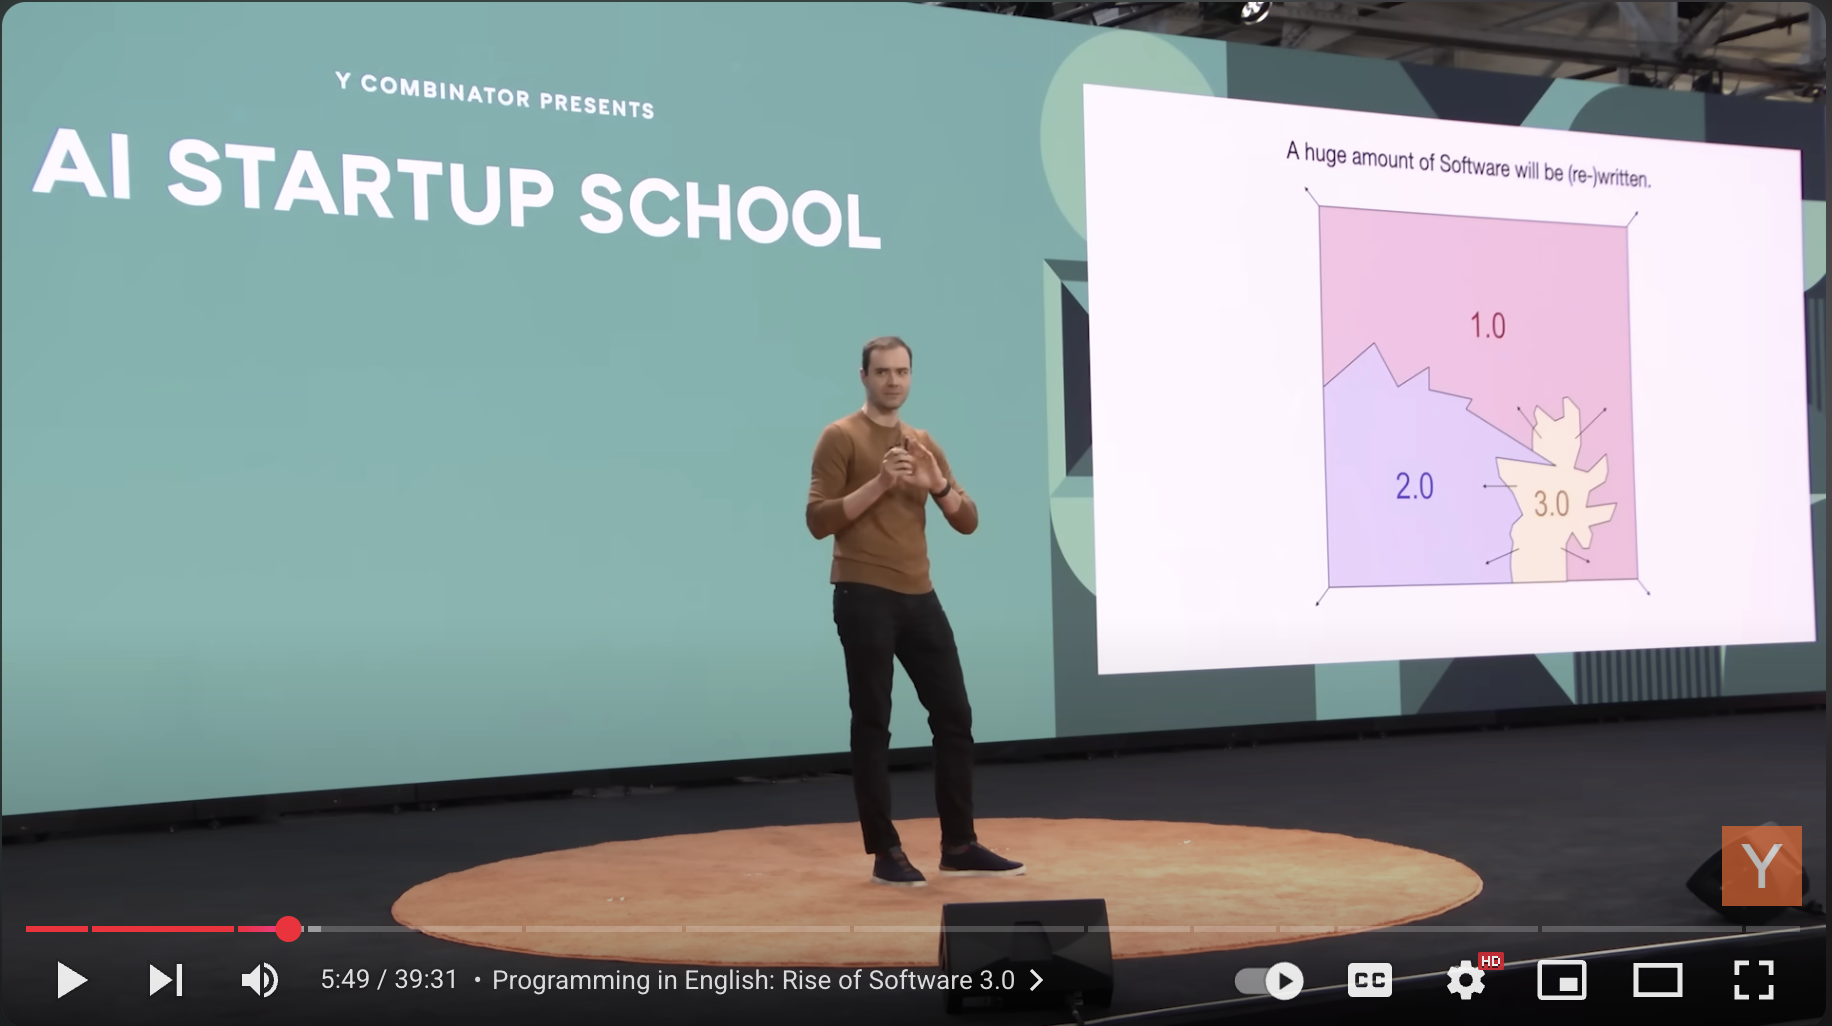 Y COMBINATOR PRESENTS
AI STARTUP SCHOOL
A huge amount of Software will be (re-)written.
1.0
2.0
3.0
Y
5:49 / 39:31 • Programming in English: Rise of Software 3.0
CC
HD